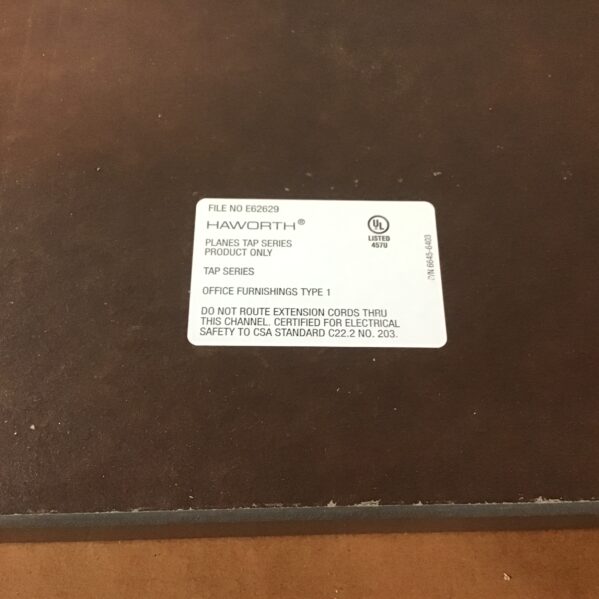 FILE NO E62629
HAWORTH®
PLANES TAP SERIES
PRODUCT ONLY
TAP SERIES
OFFICE FURNISHINGS TYPE 1
DO NOT ROUTE EXTENSION CORDS THRU
THIS CHANNEL. CERTIFIED FOR ELECTRICAL
SAFETY TO CSA STANDARD C22.2 NO. 203.
UL
LISTED
457U
6645-6403